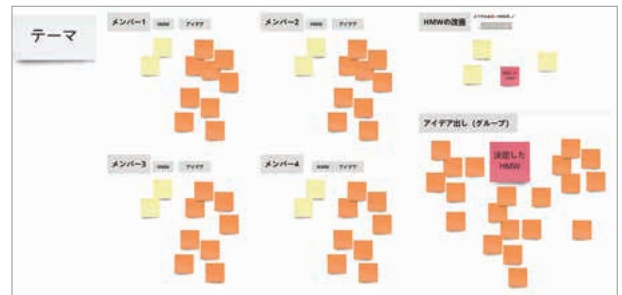 テーマ
メンバー1
HMW
アイデア
メンバー2
HMW
アイデア
HMWの改善
メンバー3
HMW
アイデア
メンバー4
HMW
アイデア
アイデア出し（グループ）
決定した
HMW